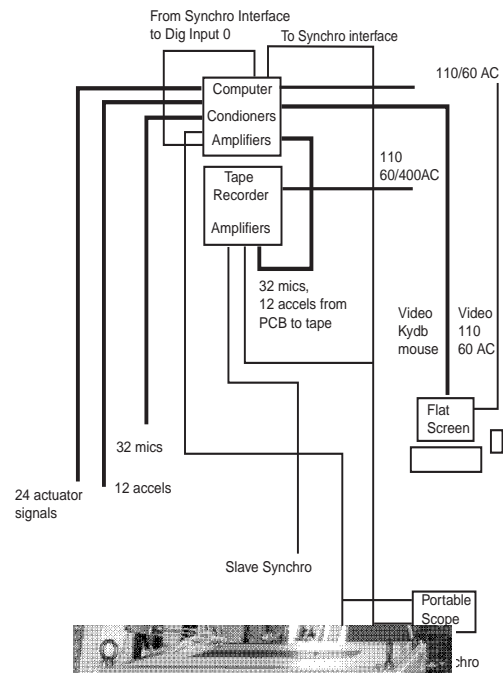 From Synchro Interface
to Dig Input 0
To Synchro interface
110/60 AC
Computer
Condioners
Amplifiers
110
60/400AC
Tape
Recorder
Amplifiers
32 mics,
12 accels from
PCB to tape
Video
Kydb
mouse
Video
110
60 AC
Flat
Screen
32 mics
12 accels
24 actuator
signals
Slave Synchro
Portable
Scope